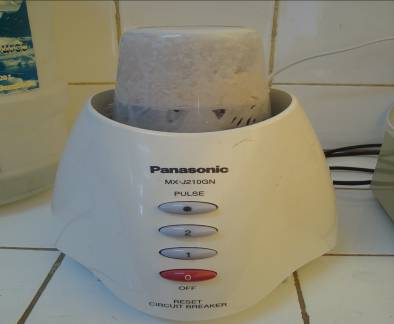 Panasonic
MX-J210GN
PULSE
2
1
0
OFF
RESET
CIRCUIT BREAKER